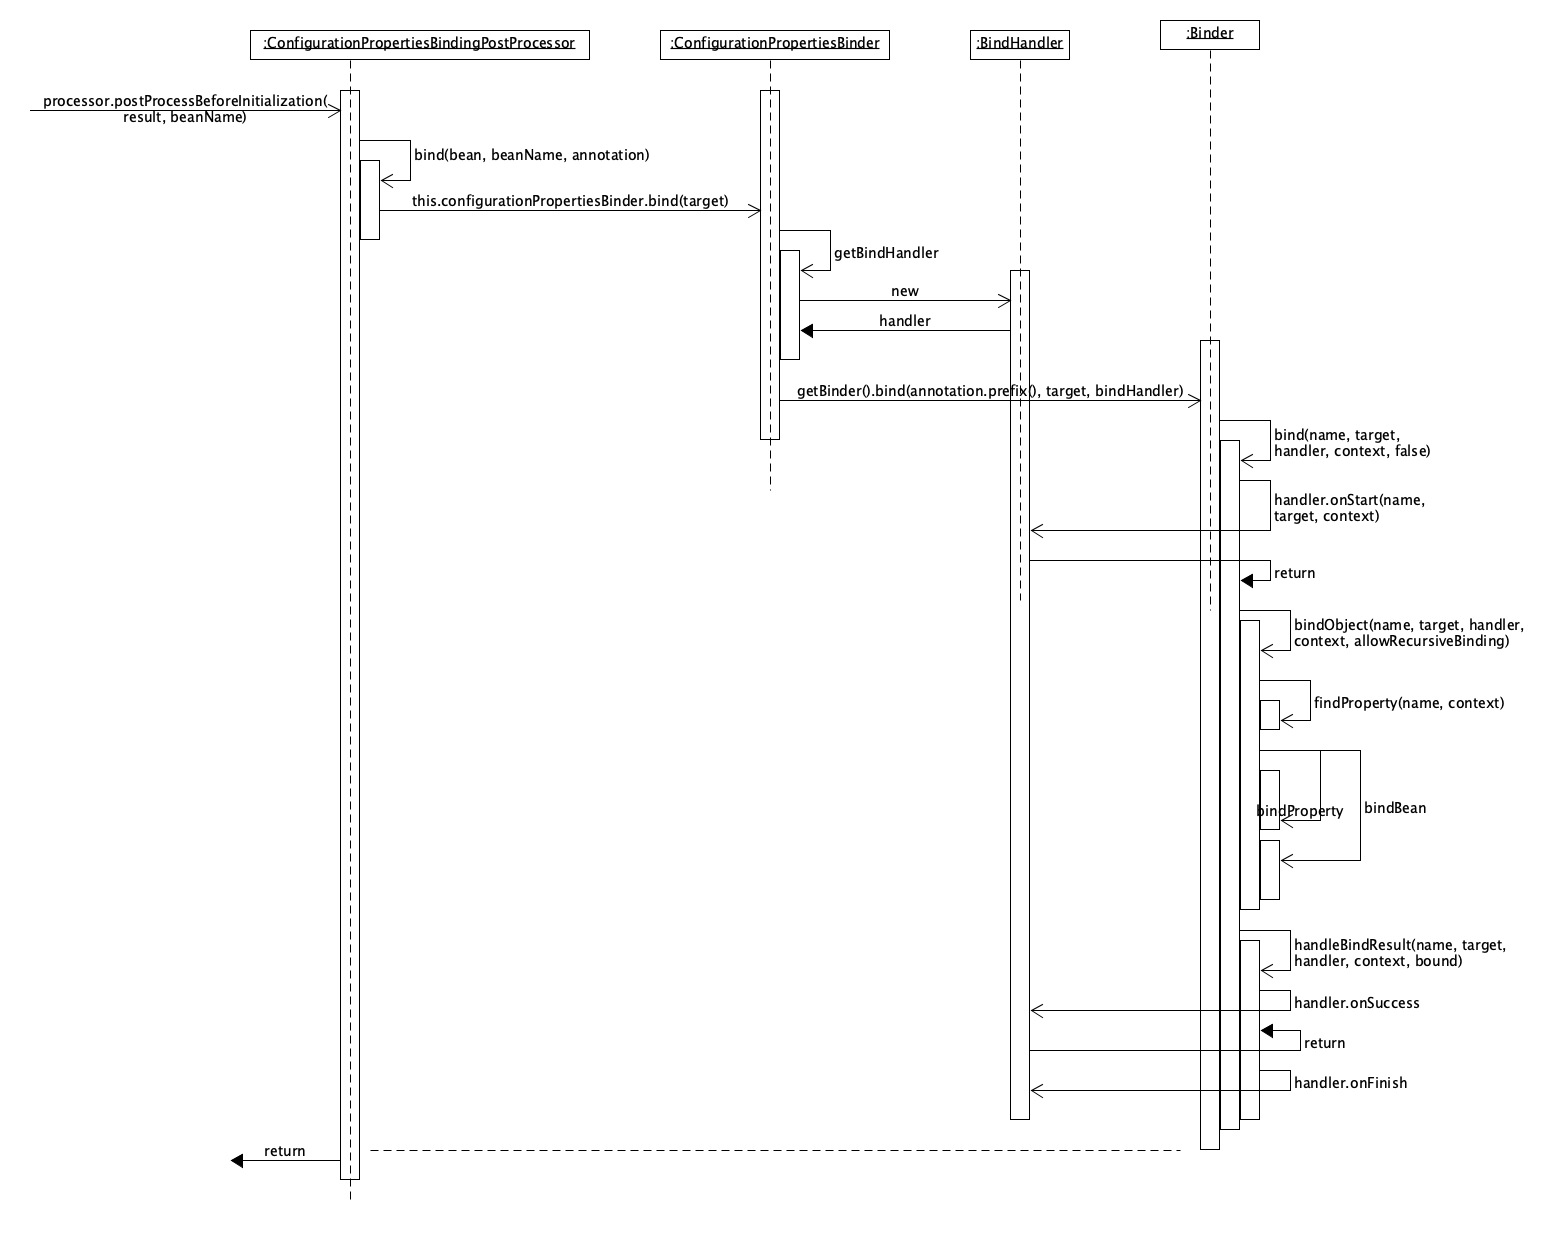 :ConfigurationPropertiesBindingPostProcessor
:ConfigurationPropertiesBinder
:BindHandler
:Binder
processor.postProcessBeforeInitialization(
result, beanName)
bind(bean, beanName, annotation)
this.configurationPropertiesBinder.bind(target)
getBindHandler
new
handler
getBinder().bind(annotation.prefix(), target, bindHandler)
bind(name, target,
handler, context, false)
handler.onStart(name,
target, context)
return
bindObject(name, target, handler,
context, allowRecursiveBinding)
findProperty(name, context)
bindProperty
bindBean
handleBindResult(name, target,
handler, context, bound)
handler.onSuccess
return
handler.onFinish
return